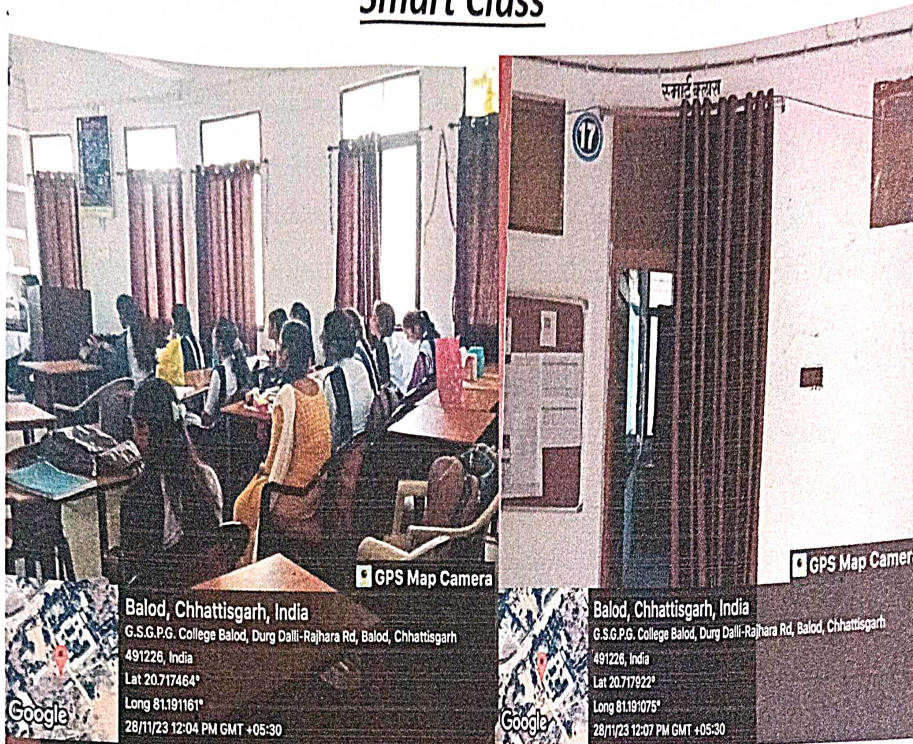 Smart Class
स्मार्ट क्लास
17
GPS Map Camera
Balod, Chhattisgarh, India
G.S.G.P.G. College Balod, Durg Dalli-Rajhara Rd, Balod, Chhattisgarh
491226, India
Lat 20.717464°
Long 81.191161°
28/11/23 12:04 PM GMT +05:30
Google
GPS Map Camer
Balod, Chhattisgarh, India
G.S.G.P.G. College Balod, Durg Dalli-Rajhara Rd, Balod, Chhattisgarh
491226, India
Lat 20.717922°
Long 81.191075°
28/11/23 12:07 PM GMT +05:30
Google